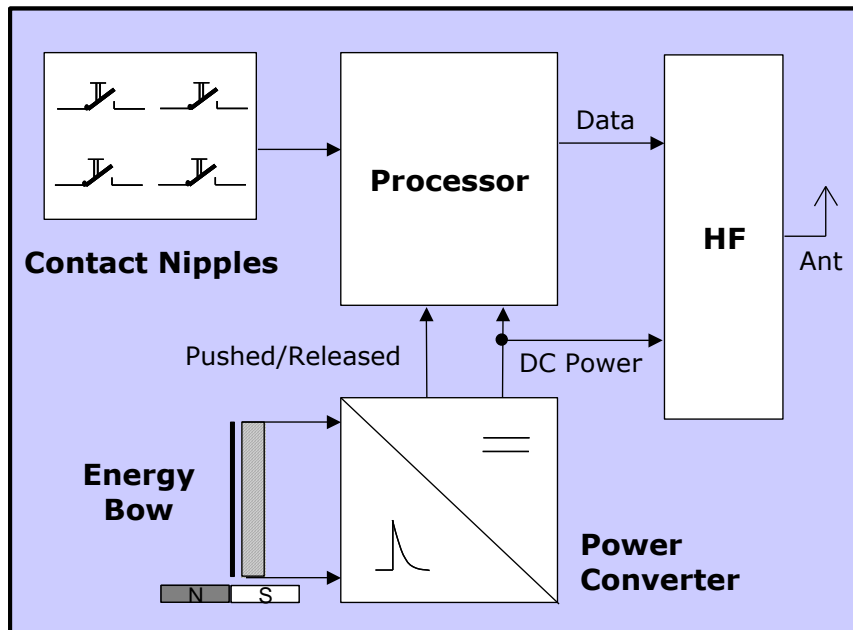 Data
Processor
HF
Contact Nipples
Ant
Pushed/Released
DC Power
Energy
Bow
Power
Converter
N
S